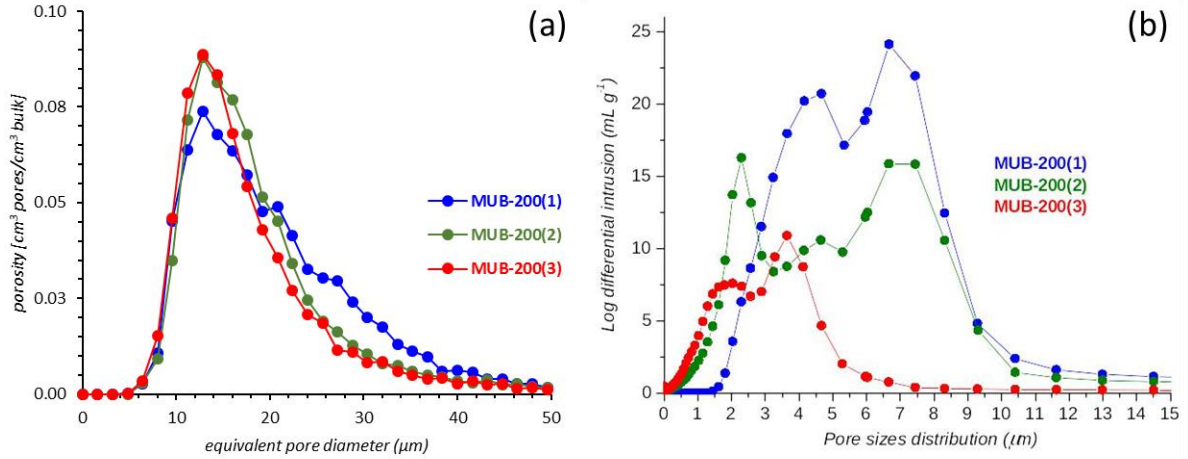 (a)
porosity [cm³ pores/cm³ bulk]
0.10
0.08
0.05
0.03
0.00
0 10 20 30 40 50
equivalent pore diameter (μm)
MUB-200(1)
MUB-200(2)
MUB-200(3)
(b)
Log differential intrusion (mL g⁻¹)
25
20
15
10
5
0
0 1 2 3 4 5 6 7 8 9 10 11 12 13 14 15
Pore sizes distribution (μm)
MUB-200(1)
MUB-200(2)
MUB-200(3)